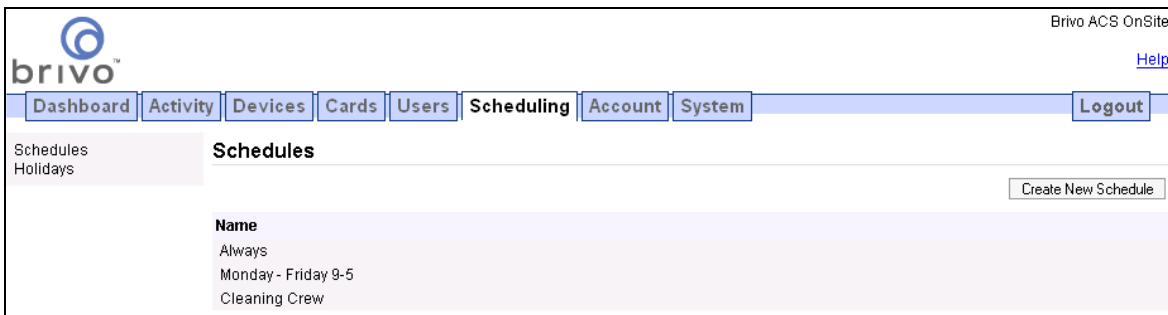 Brivo ACS OnSite
brivo™
Help
Dashboard Activity Devices Cards Users Scheduling Account System Logout
Schedules
Holidays
Schedules
Create New Schedule
Name
Always
Monday - Friday 9-5
Cleaning Crew